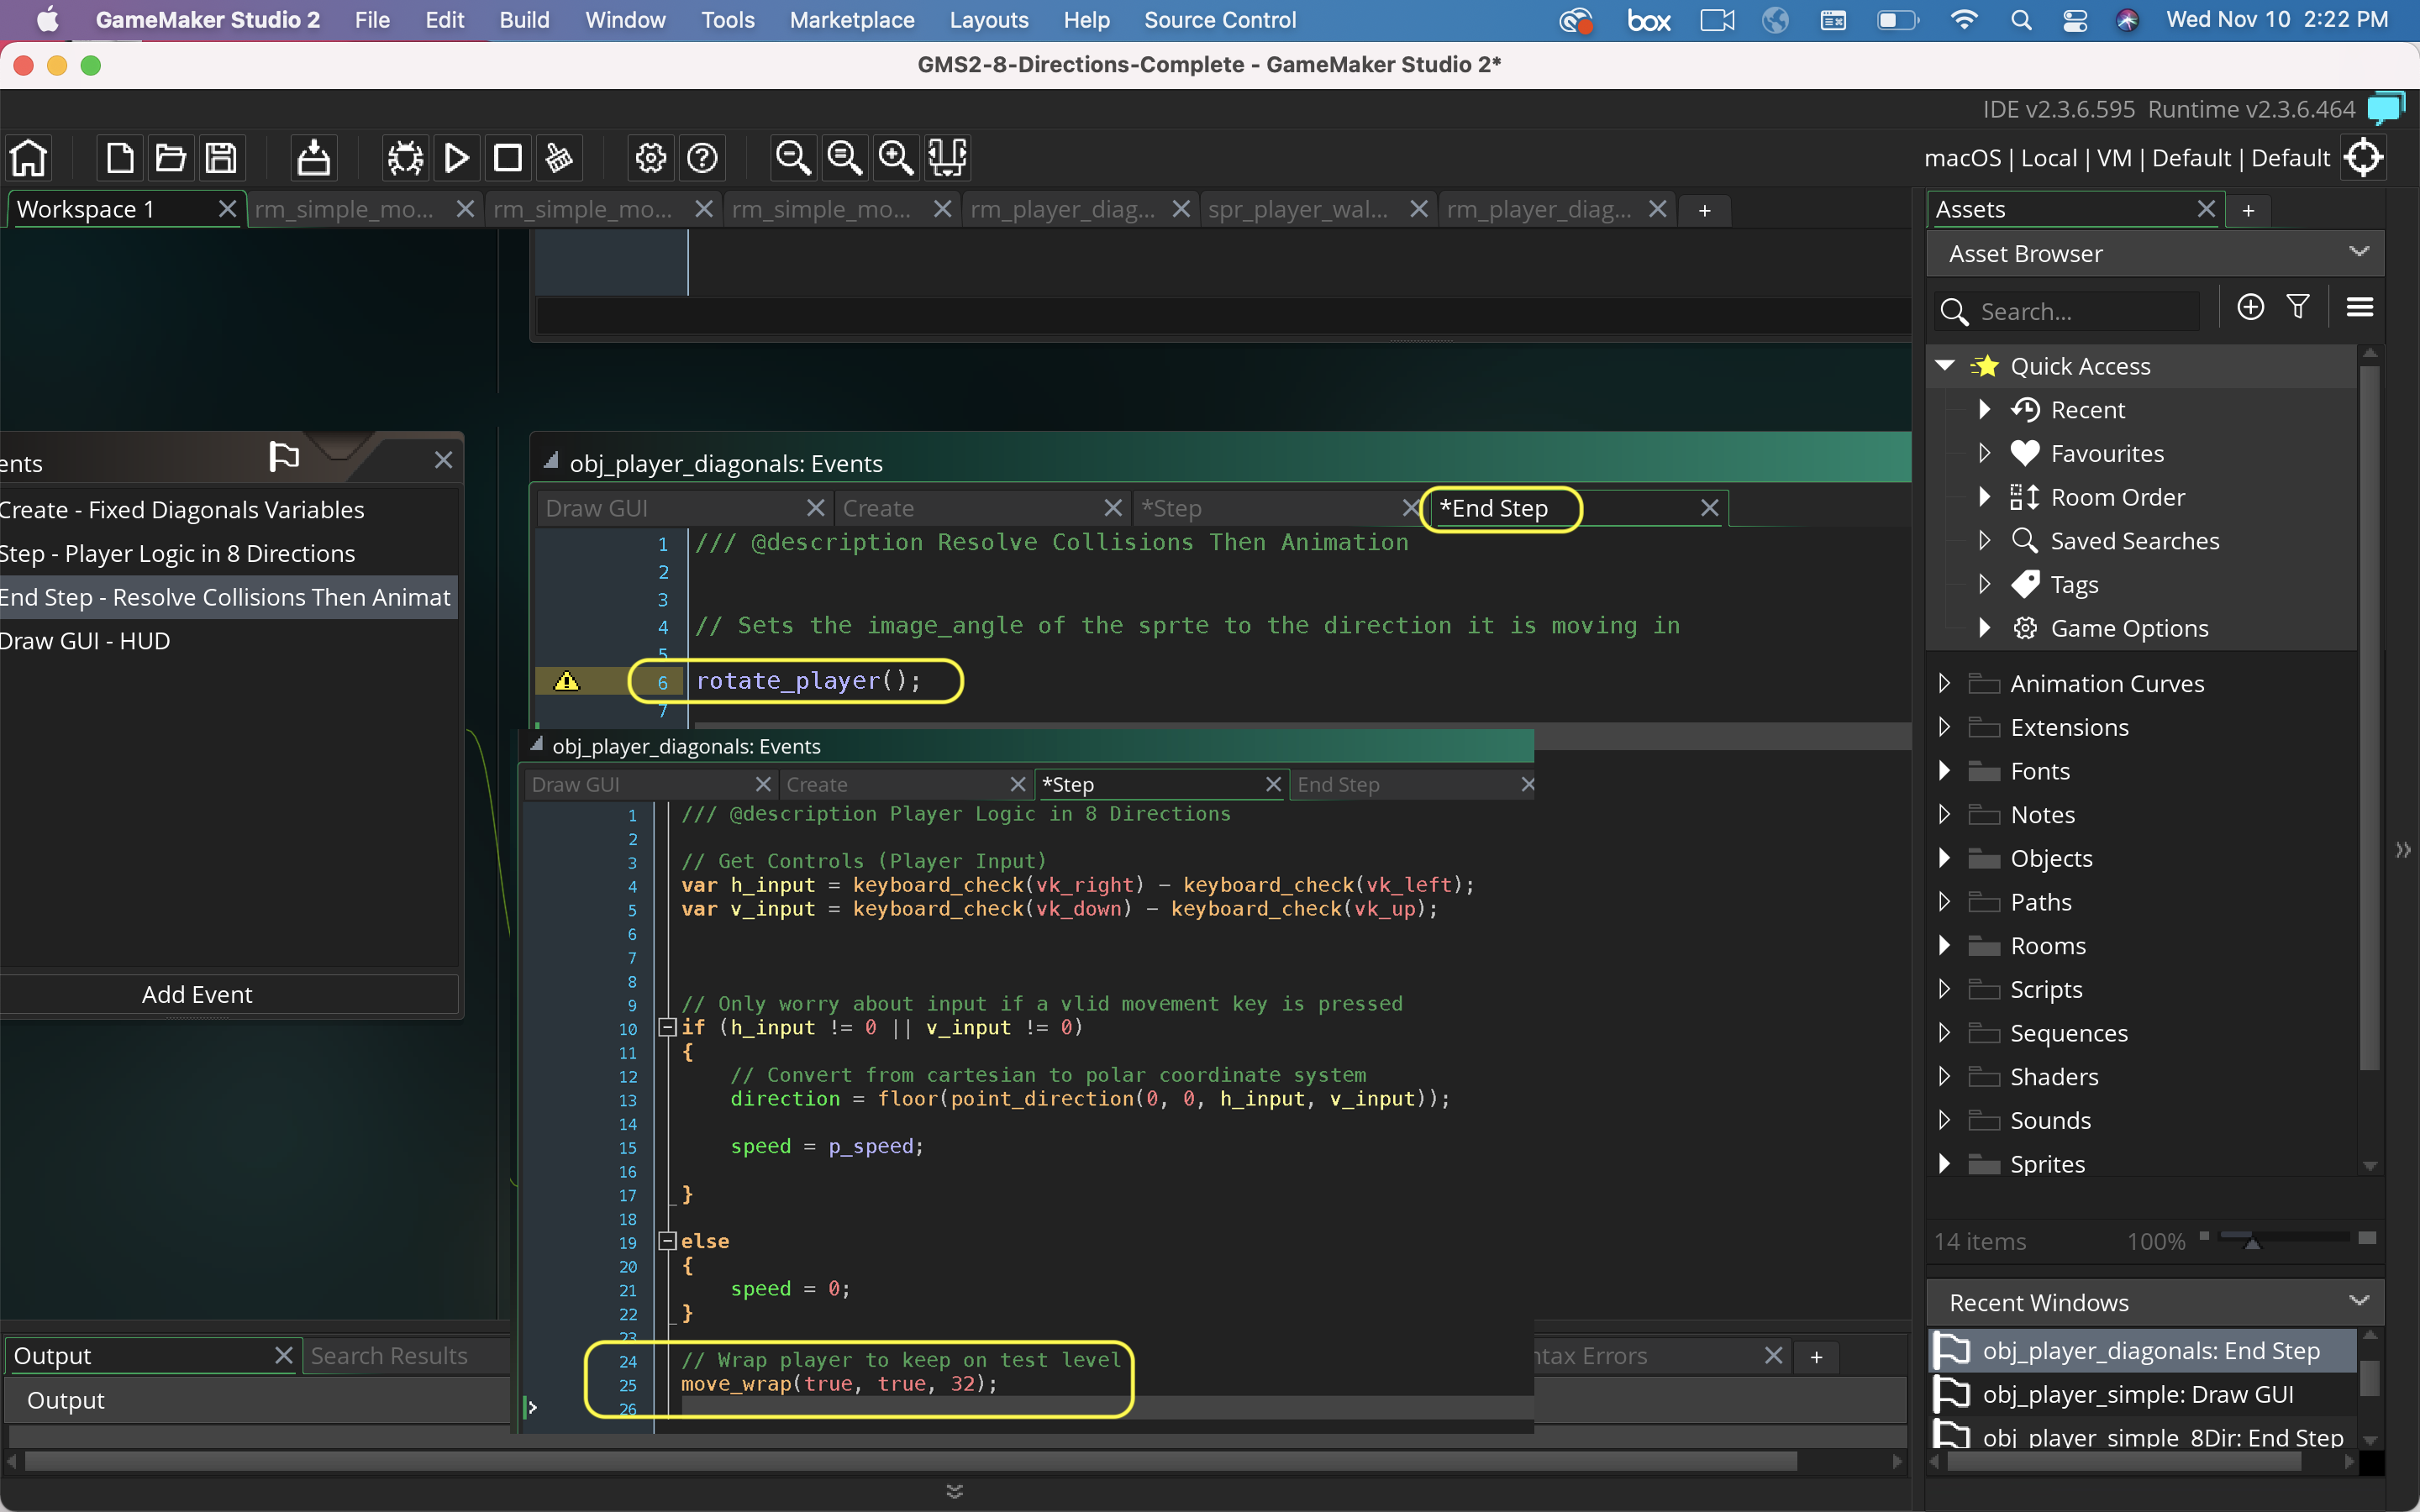 GameMaker Studio 2 File Edit Build Window Tools Marketplace Layouts Help Source Control box Wed Nov 10 2:22 PM
GMS2-8-Directions-Complete - GameMaker Studio 2*
IDE v2.3.6.595 Runtime v2.3.6.464
macOS | Local | VM | Default | Default
Workspace 1 rm_simple_mo... rm_simple_mo... rm_simple_mo... rm_player_diag... spr_player_wal... rm_player_diag... +
ents
Create - Fixed Diagonals Variables
Step - Player Logic in 8 Directions
End Step - Resolve Collisions Then Animat
Draw GUI - HUD
Add Event
obj_player_diagonals: Events
Draw GUI Create *Step *End Step
1 /// @description Resolve Collisions Then Animation
2
3
4 // Sets the image_angle of the sprte to the direction it is moving in
5
6 rotate_player();
7
obj_player_diagonals: Events
Draw GUI Create *Step End Step
1 /// @description Player Logic in 8 Directions
2
3 // Get Controls (Player Input)
4 var h_input = keyboard_check(vk_right) - keyboard_check(vk_left);
5 var v_input = keyboard_check(vk_down) - keyboard_check(vk_up);
6
7
8
9 // Only worry about input if a vlid movement key is pressed
10 if (h_input != 0 || v_input != 0)
11 {
12 // Convert from cartesian to polar coordinate system
13 direction = floor(point_direction(0, 0, h_input, v_input));
14
15 speed = p_speed;
16
17 }
18
19 else
20 {
21 speed = 0;
22 }
23
24 // Wrap player to keep on test level
25 move_wrap(true, true, 32);
26
Output Search Results ntax Errors +
Output
Assets +
Asset Browser
Search...
Quick Access
Recent
Favourites
Room Order
Saved Searches
Tags
Game Options
Animation Curves
Extensions
Fonts
Notes
Objects
Paths
Rooms
Scripts
Sequences
Shaders
Sounds
Sprites
14 items 100%
Recent Windows
obj_player_diagonals: End Step
obj_player_simple: Draw GUI
obj_player_simple_8Dir: End Step